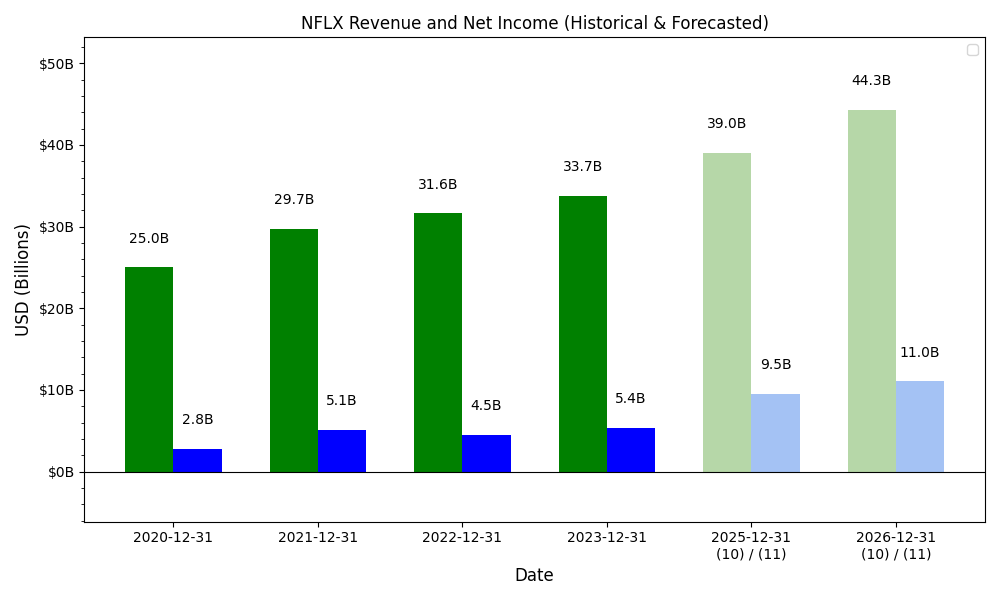 NFLX Revenue and Net Income (Historical & Forecasted)
$50B
$40B
$30B
$20B
$10B
$0B
USD (Billions)
25.0B
2.8B
29.7B
5.1B
31.6B
4.5B
33.7B
5.4B
39.0B
9.5B
44.3B
11.0B
2020-12-31
2021-12-31
2022-12-31
2023-12-31
2025-12-31
(10) / (11)
2026-12-31
(10) / (11)
Date